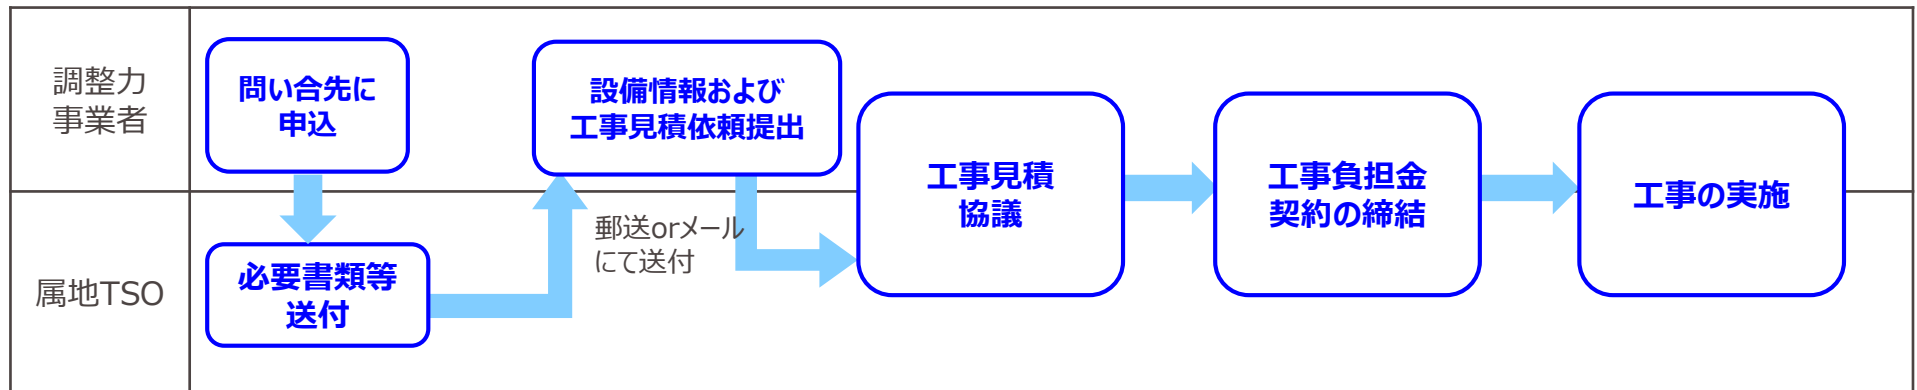 調整力
事業者
問い合先に
申込
設備情報および
工事見積依頼提出
工事見積
協議
工事負担金
契約の締結
工事の実施
属地TSO
必要書類等
送付
郵送orメール
にて送付